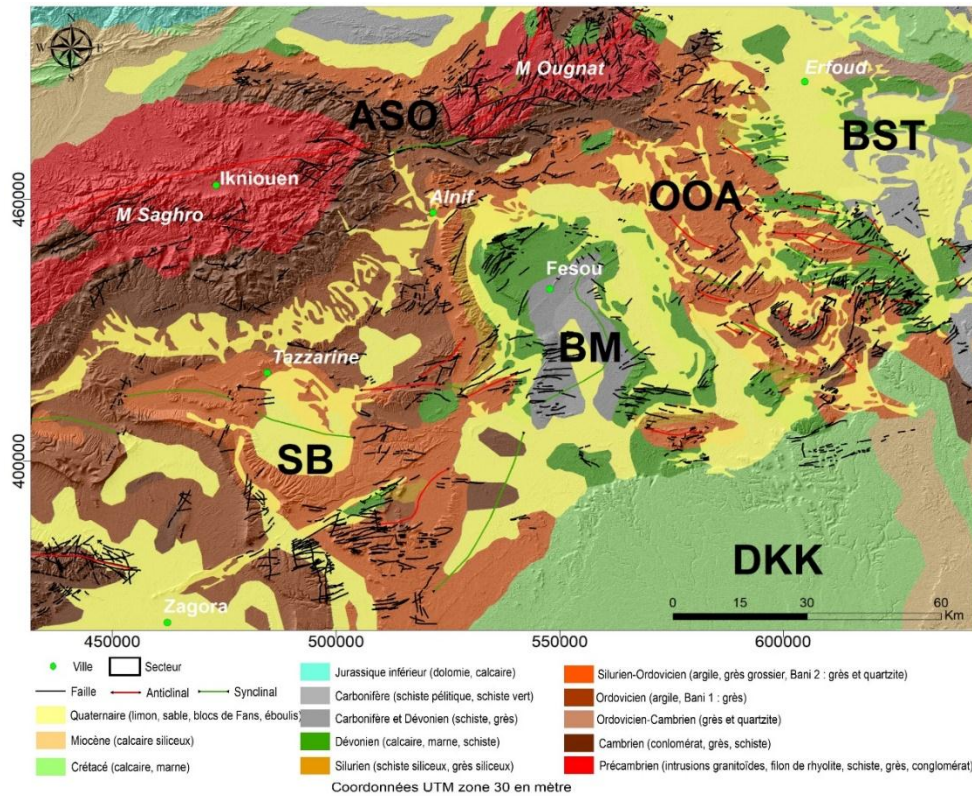 N
W E
S
M Ougnat
Erfoud
ASO
BST
Ikniouen
OOA
M Saghro
Alnif
Fesou
BM
Tazzarine
SB
DKK
Zagora
460000
400000
0 15 30 60
Km
450000 500000 550000 600000
Ville Secteur
Faille Anticlinal Synclinal
Quaternaire (limon, sable, blocs de Fans, éboulis)
Miocène (calcaire siliceux)
Crétacé (calcaire, marne)
Jurassique inférieur (dolomie, calcaire)
Carbonifère (schiste pélitique, schiste vert)
Carbonifère et Dévonien (schiste, grès)
Dévonien (calcaire, marne, schiste)
Silurien (schiste siliceux, grès siliceux)
Silurien-Ordovicien (argile, grès grossier, Bani 2 : grès et quartzite)
Ordovicien (argile, Bani 1 : grès)
Ordovicien-Cambrien (grès et quartzite)
Cambrien (conlomérat, grès, schiste)
Précambrien (intrusions granitoïdes, filon de rhyolite, schiste, grès, conglomérat)
Coordonnées UTM zone 30 en mètre